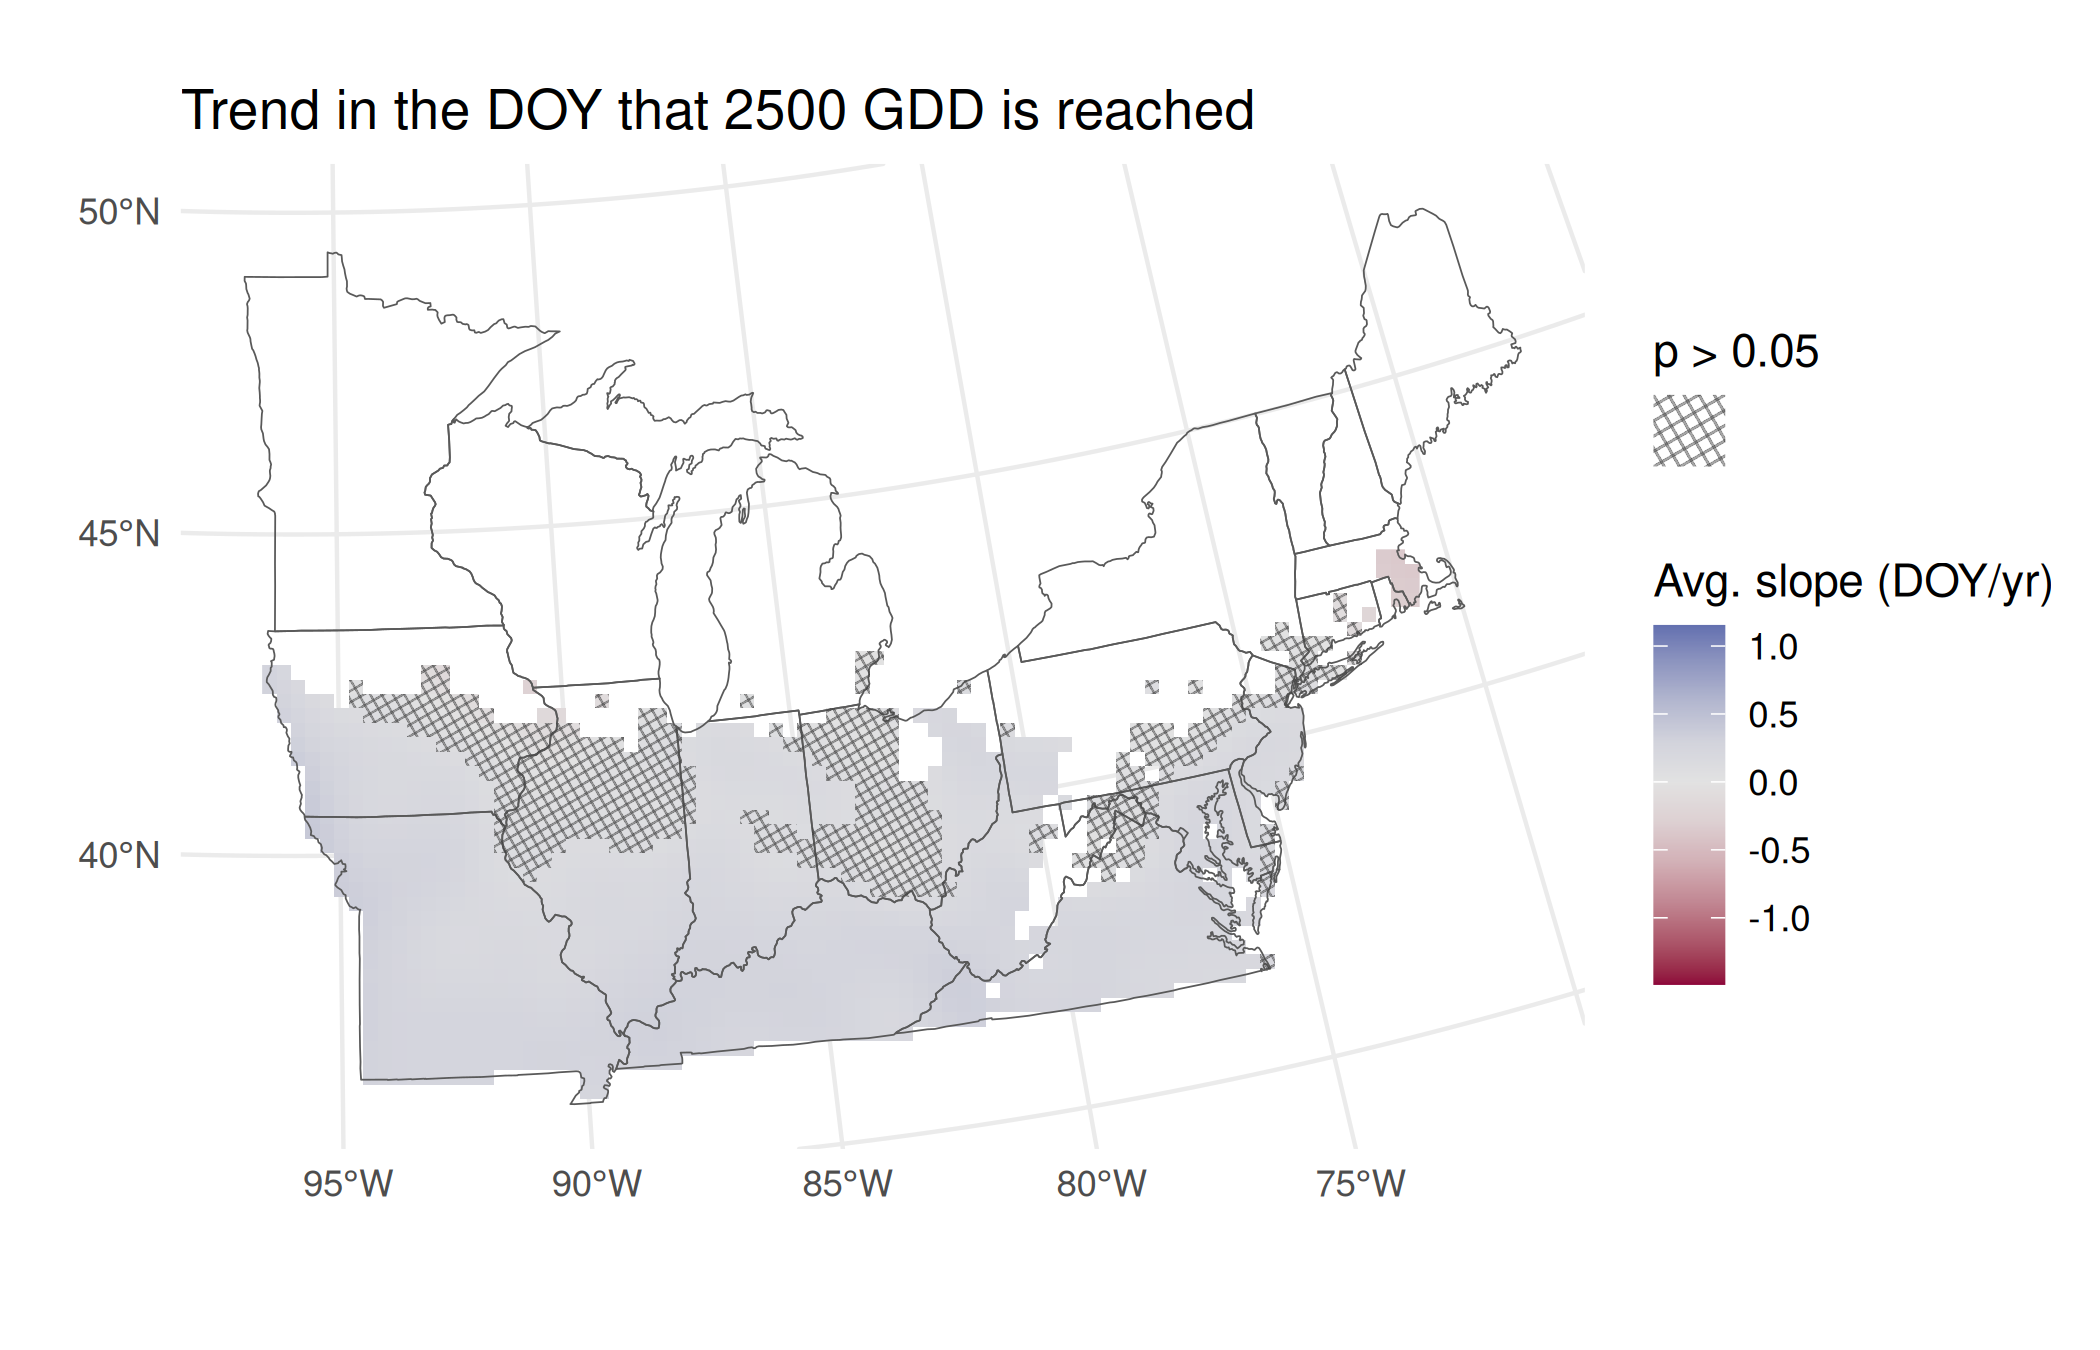 Trend in the DOY that 2500 GDD is reached
50°N
45°N
40°N
95°W
90°W
85°W
80°W
75°W
p > 0.05
Avg. slope (DOY/yr)
1.0
0.5
0.0
-0.5
-1.0